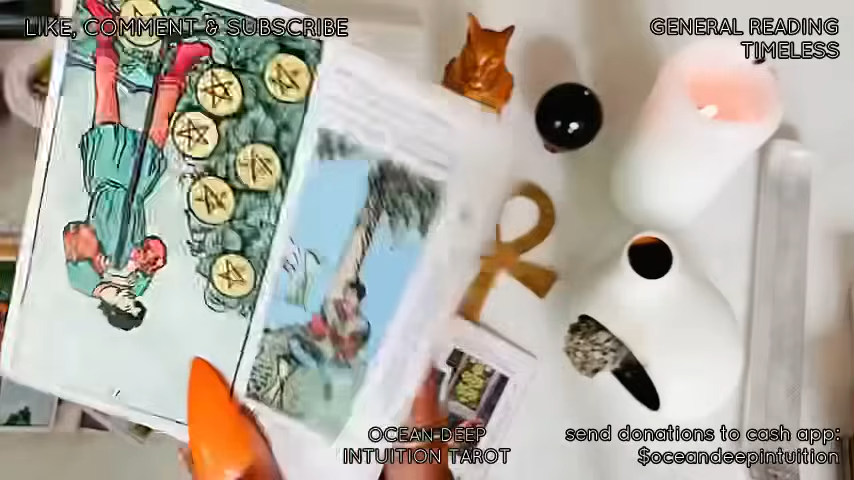 LIKE, COMMENT & SUBSCRIBE
GENERAL READING
TIMELESS
OCEAN DEEP
INTUITION TAROT
send donations to cash app:
$oceandeepintuition